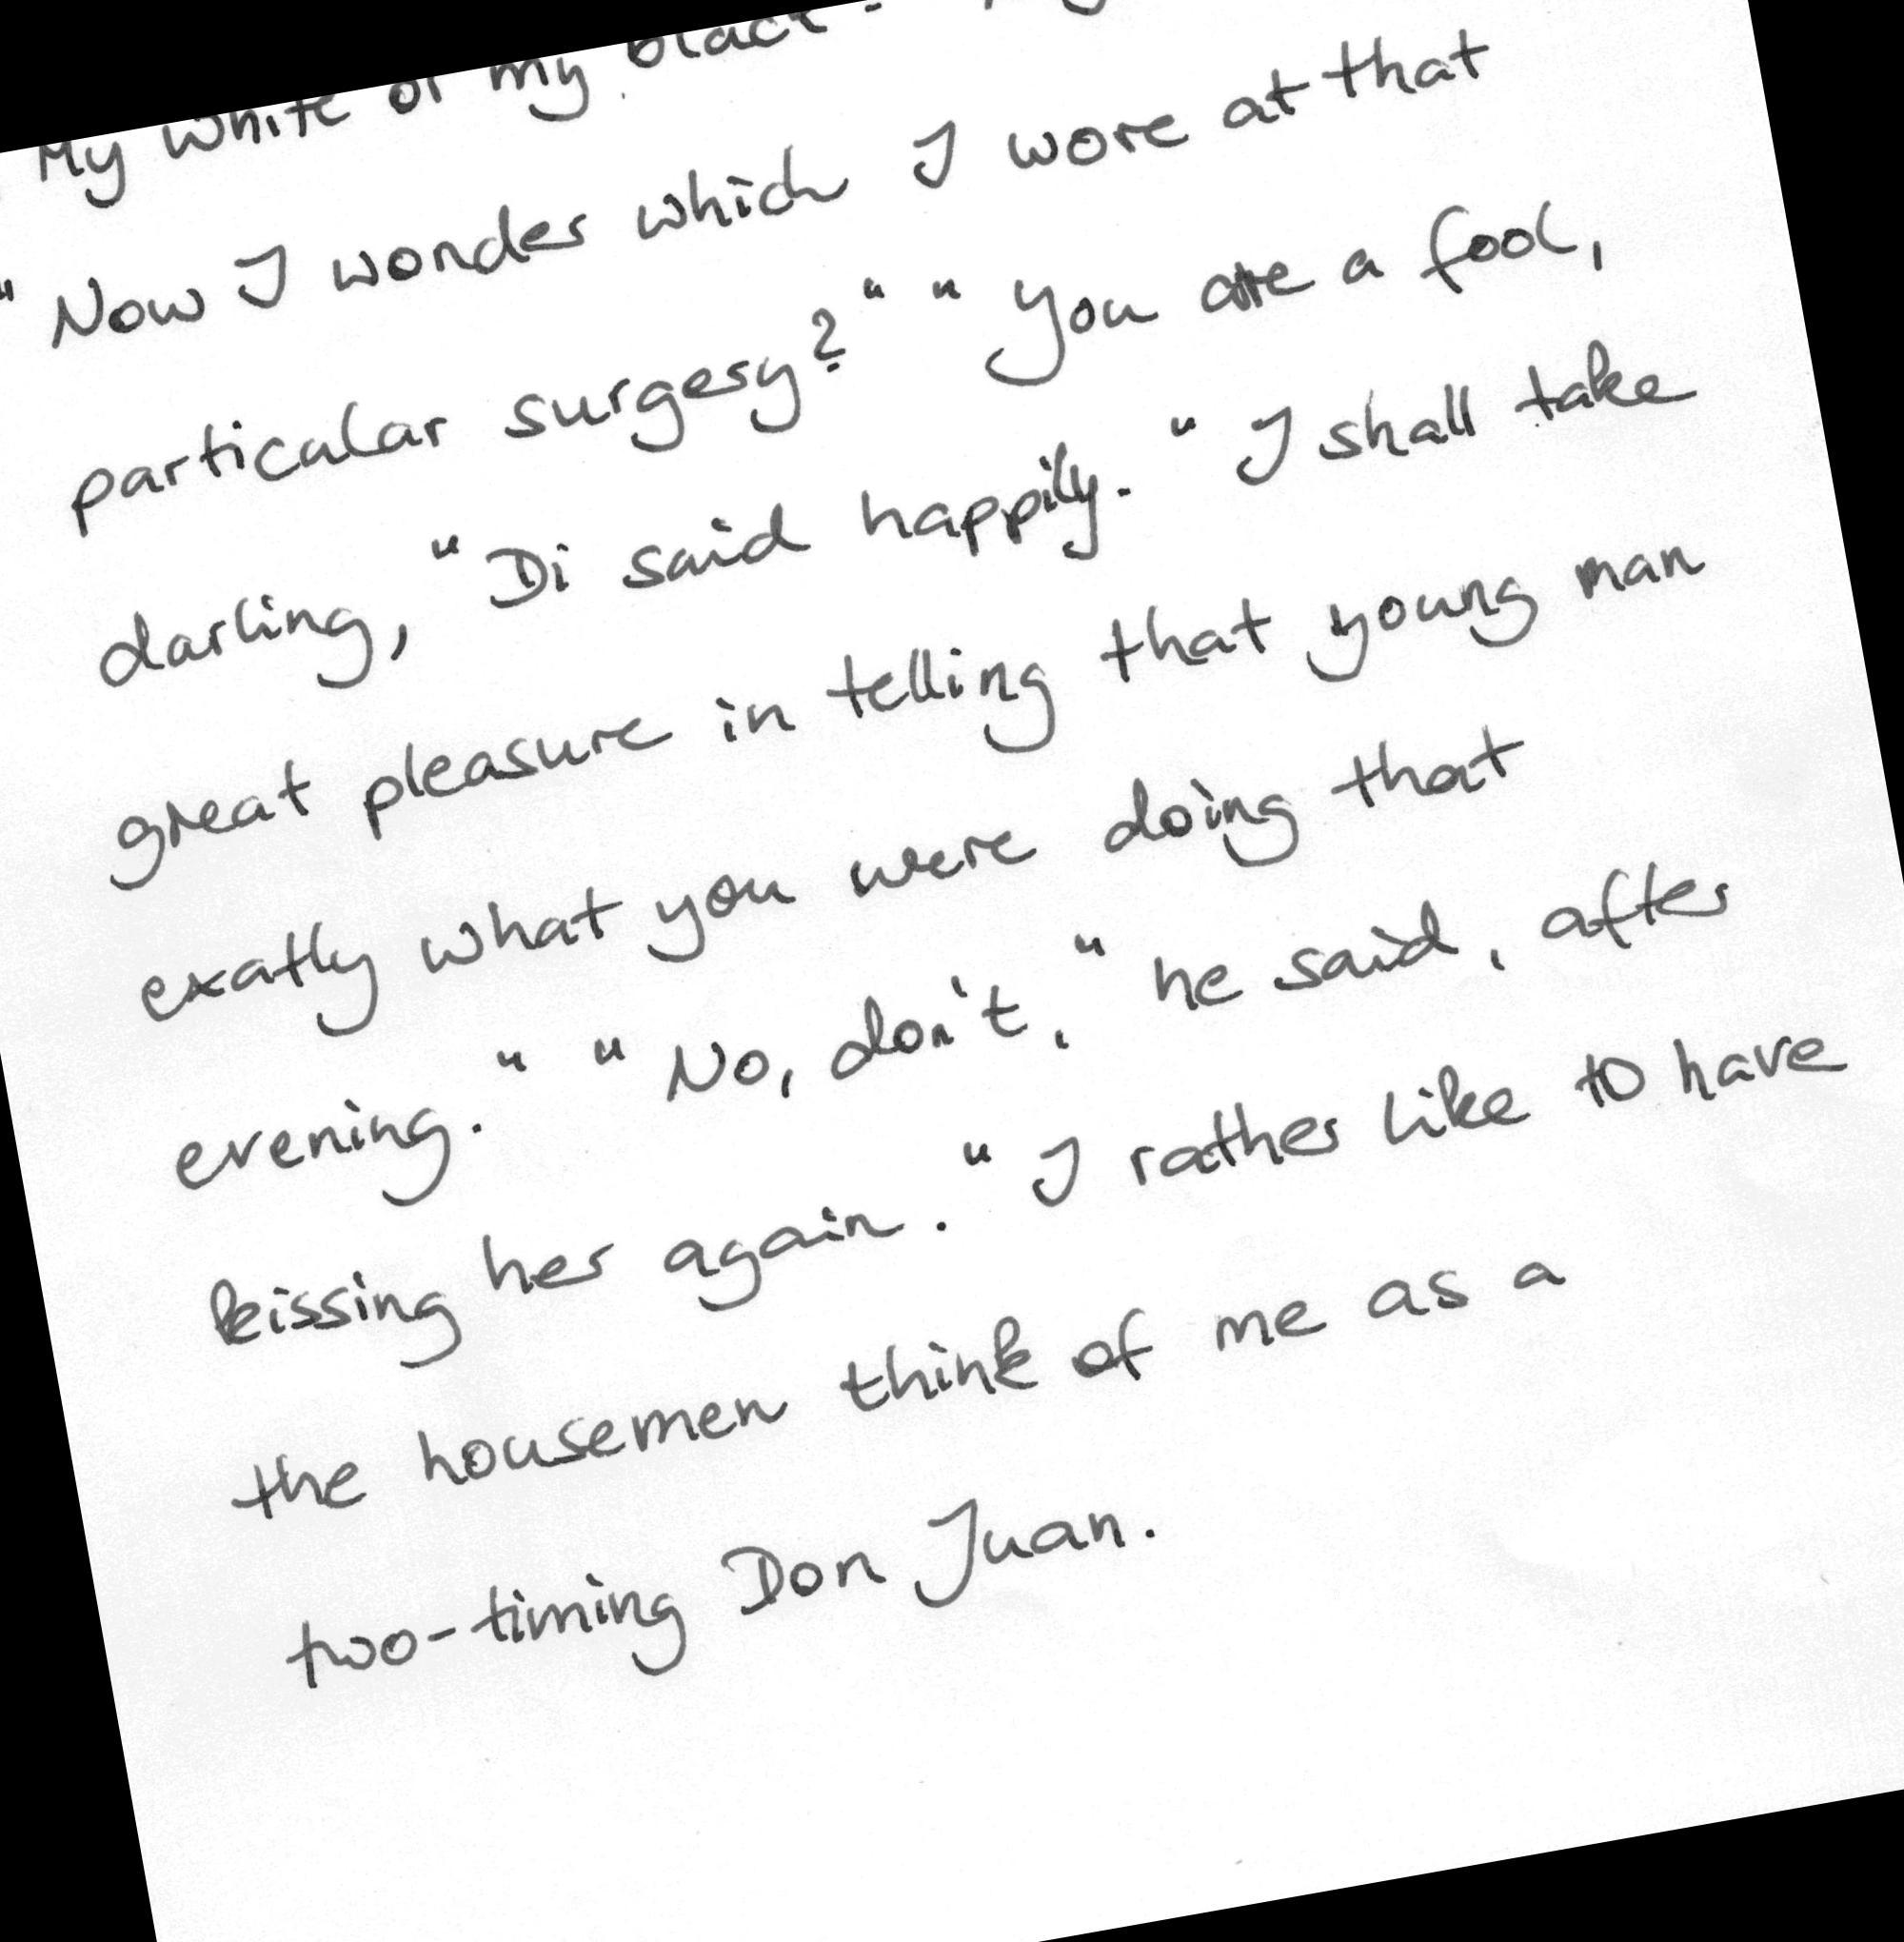 My white or my black?
" Now I wonder which I wore at that
particular surgery?" " You are a fool,
darling, " Di said happily. " I shall take
great pleasure in telling that young man
exatly what you were doing that
evening. " " No, don't, " he said, after
kissing her again. " I rather like to have
the housemen think of me as a
two-timing Don Juan.